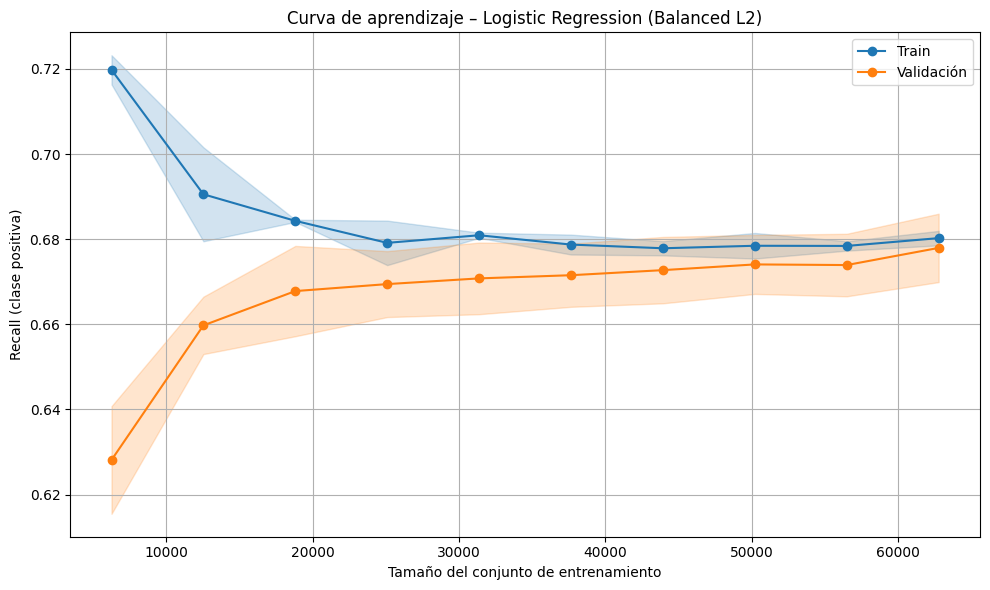 Curva de aprendizaje – Logistic Regression (Balanced L2)
Train
Validación
Recall (clase positiva)
0.72
0.70
0.68
0.66
0.64
0.62
10000 20000 30000 40000 50000 60000
Tamaño del conjunto de entrenamiento